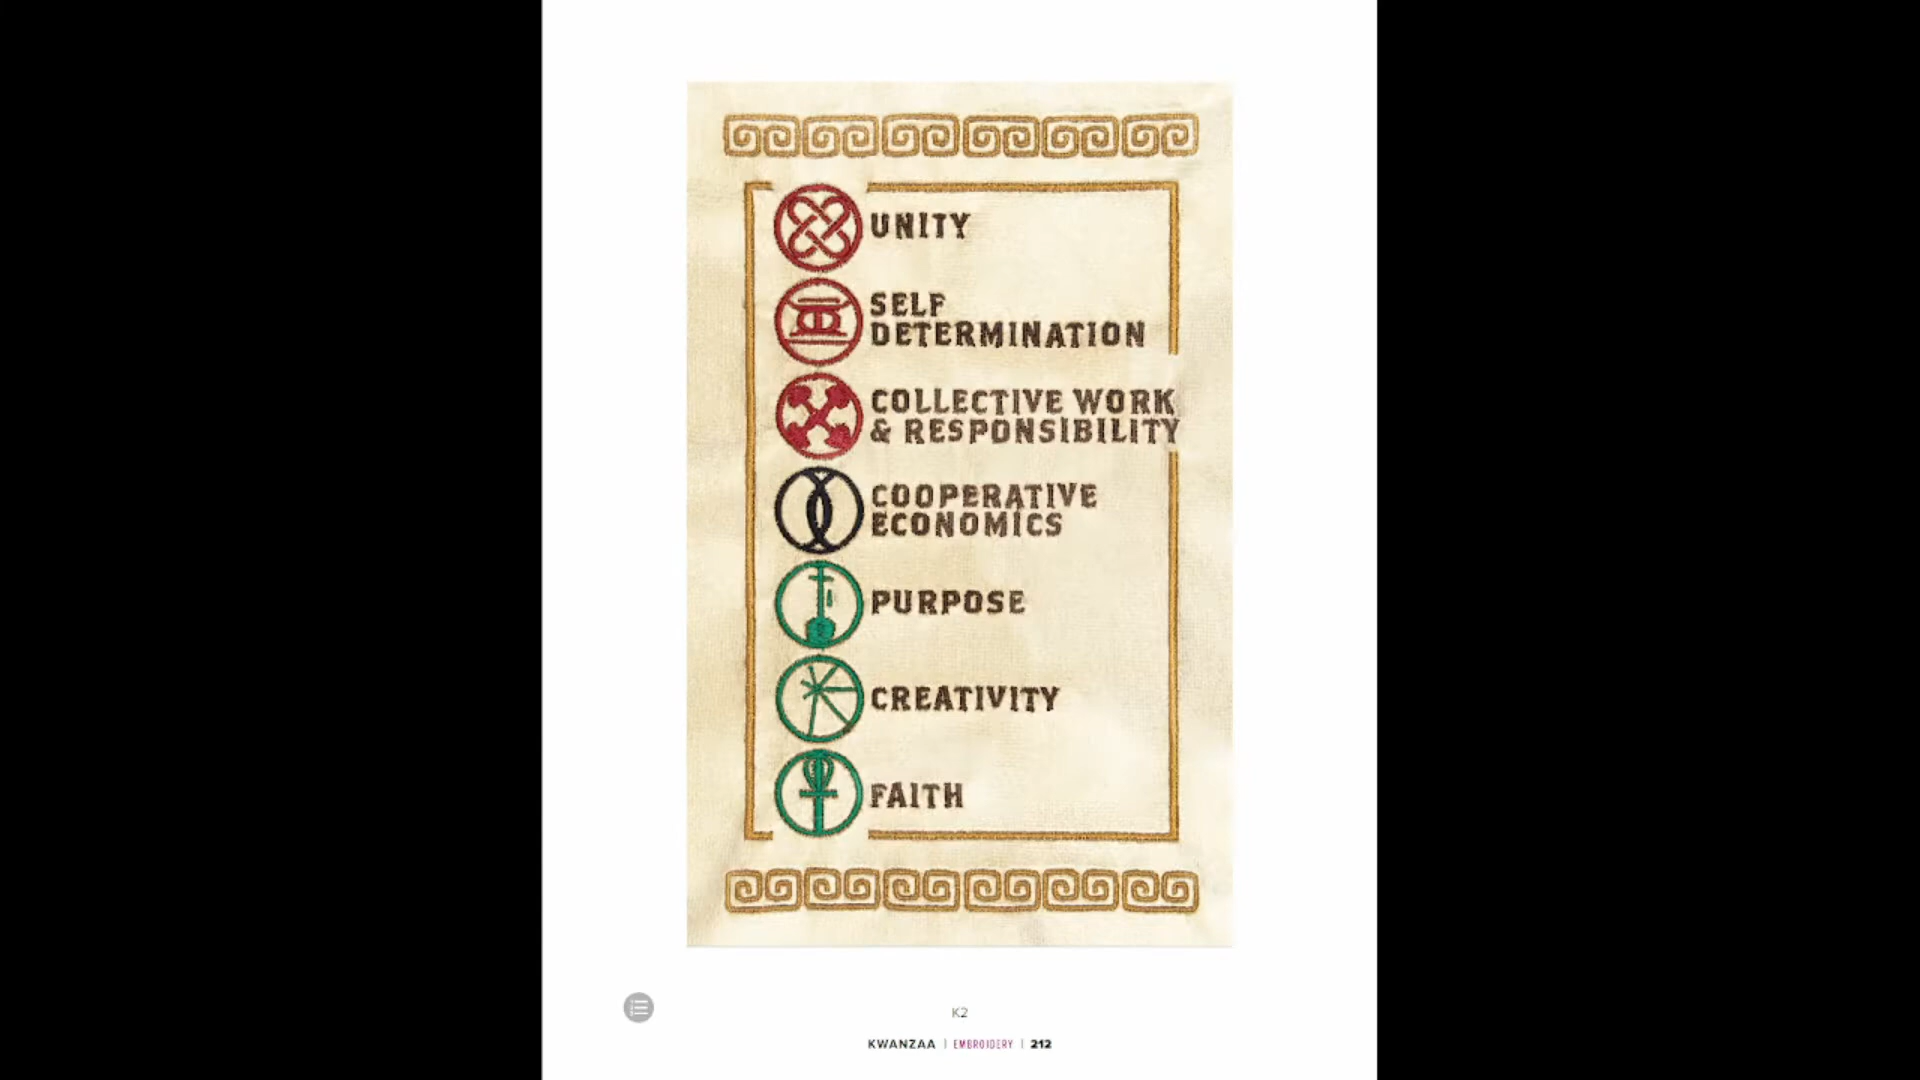 UNITY
SELF
DETERMINATION
COLLECTIVE WORK
& RESPONSIBILITY
COOPERATIVE
ECONOMICS
PURPOSE
CREATIVITY
FAITH
K2
KWANZAA | EMBROIDERY | 212